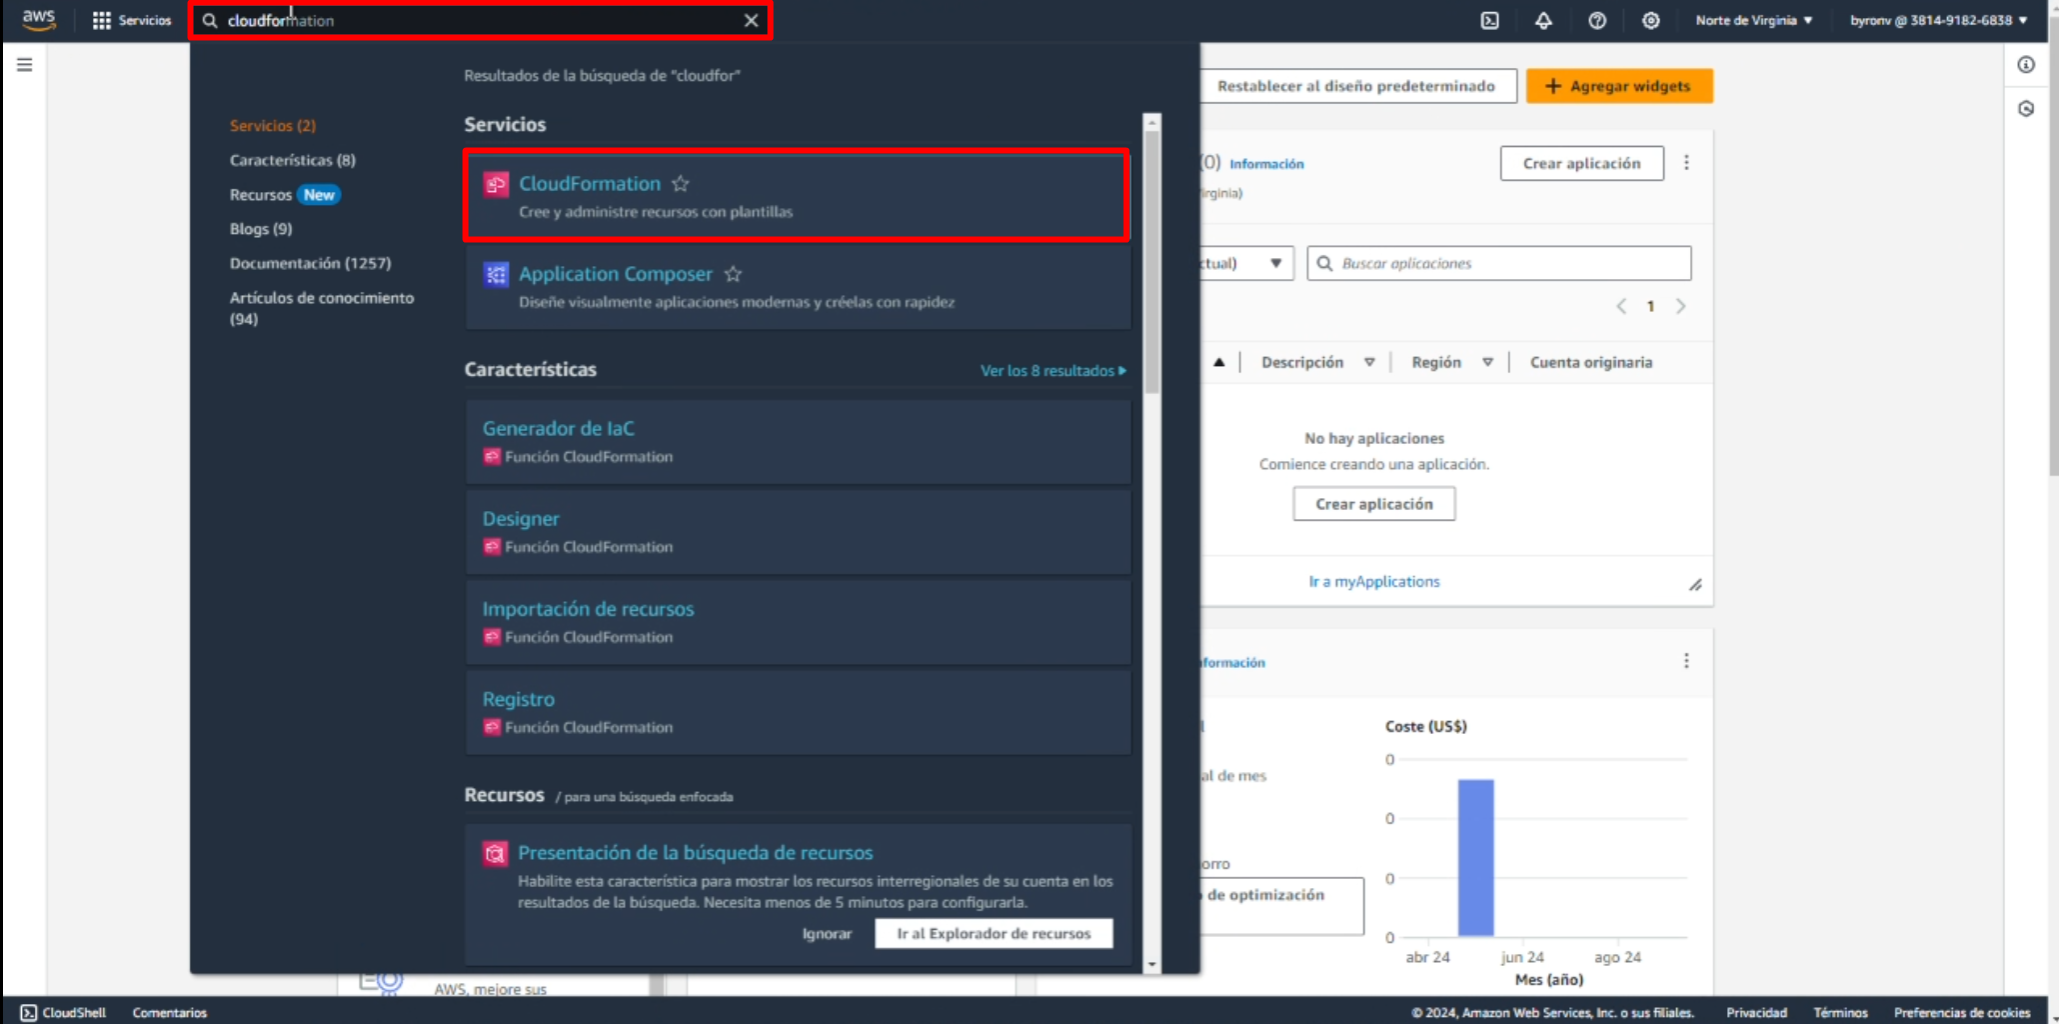 aws
Servicios
cloudformation
Norte de Virginia
byronv @ 3814-9182-6838
Resultados de la búsqueda de "cloudfor"
Servicios (2)
Características (8)
Recursos New
Blogs (9)
Documentación (1257)
Artículos de conocimiento
(94)
Servicios
CloudFormation
Cree y administre recursos con plantillas
Application Composer
Diseñe visualmente aplicaciones modernas y créelas con rapidez
Características
Ver los 8 resultados
Generador de IaC
Función CloudFormation
Designer
Función CloudFormation
Importación de recursos
Función CloudFormation
Registro
Función CloudFormation
Recursos / para una búsqueda enfocada
Presentación de la búsqueda de recursos
Habilite esta característica para mostrar los recursos interregionales de su cuenta en los
resultados de la búsqueda. Necesita menos de 5 minutos para configurarla.
Ignorar
Ir al Explorador de recursos
Restablecer al diseño predeterminado
+ Agregar widgets
(0) Información
Crear aplicación
irginia)
ctual)
Buscar aplicaciones
1
Descripción
Región
Cuenta originaria
No hay aplicaciones
Comience creando una aplicación.
Crear aplicación
Ir a myApplications
formación
al de mes
orro
de optimización
Coste (US$)
0
0
0
0
abr 24
jun 24
ago 24
Mes (año)
AWS, mejore sus
CloudShell
Comentarios
© 2024, Amazon Web Services, Inc. o sus filiales.
Privacidad
Términos
Preferencias de cookies